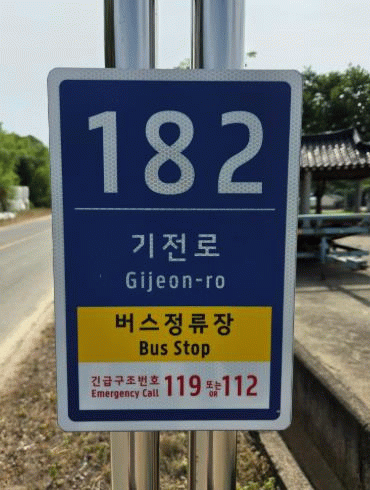 182
기전로
Gijeon-ro
버스정류장
Bus Stop
긴급구조번호 119 또는 112
Emergency Call OR